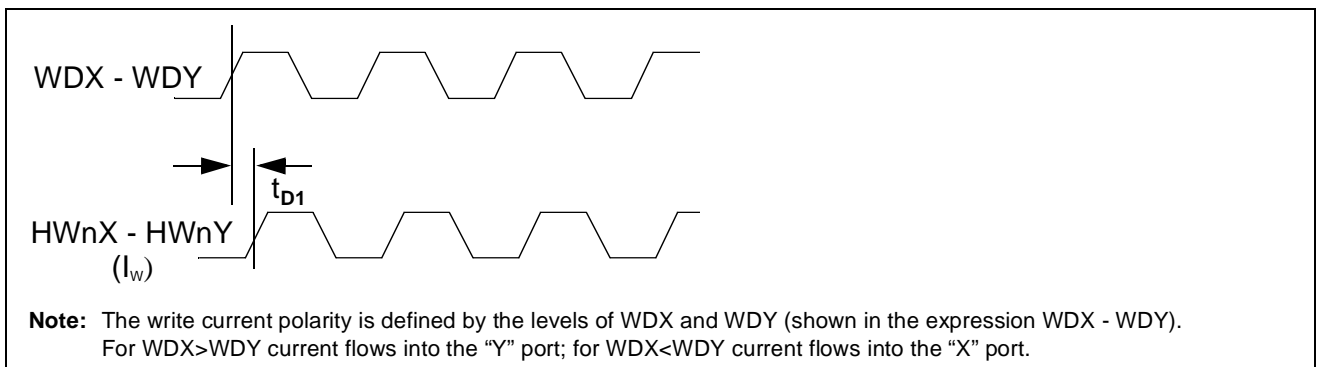 WDX - WDY
tD1
HWnX - HWnY
(IW)
Note: The write current polarity is defined by the levels of WDX and WDY (shown in the expression WDX - WDY).
For WDX>WDY current flows into the “Y” port; for WDX<WDY current flows into the “X” port.